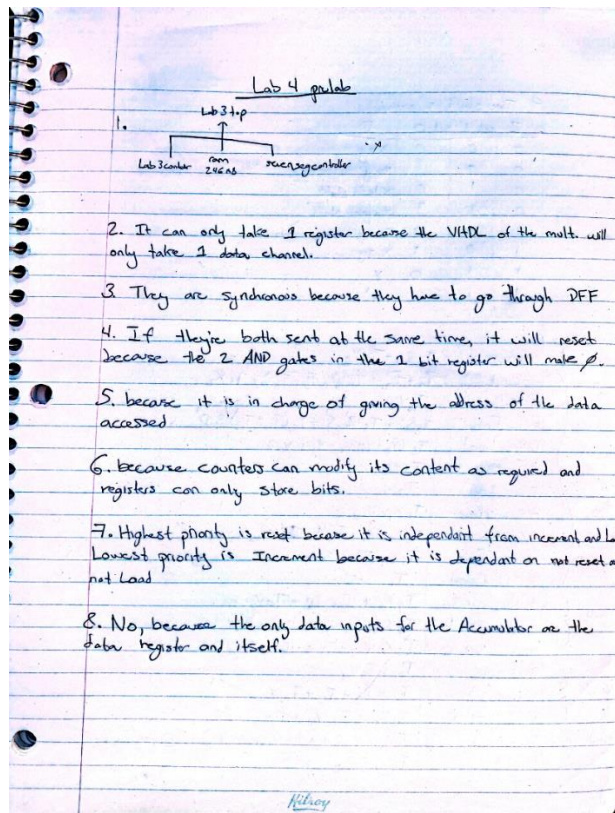 Lab 4 prelab
1.
Lab 3 top
Lab 3 ram sevensegcontroller
2. It can only take 1 register because the VHDL of the mult. will
only take 1 data channel.
3. They are synchronois because they have to go through DFF
4. If they're both sent at the same time, it will reset
because the 2 AND gates in the 1 bit register will make 0.
5. because it is in charge of giving the address of the data
accessed
6. because counters can modify its content as required and
registers can only store bits.
7. Highest priority is reset because it is independant from increment and
Lowest priority is Increment because it is dependant on not reset
not Load
8. No, because the only data inputs for the Accumulator are the
data register and itself.
Hilroy